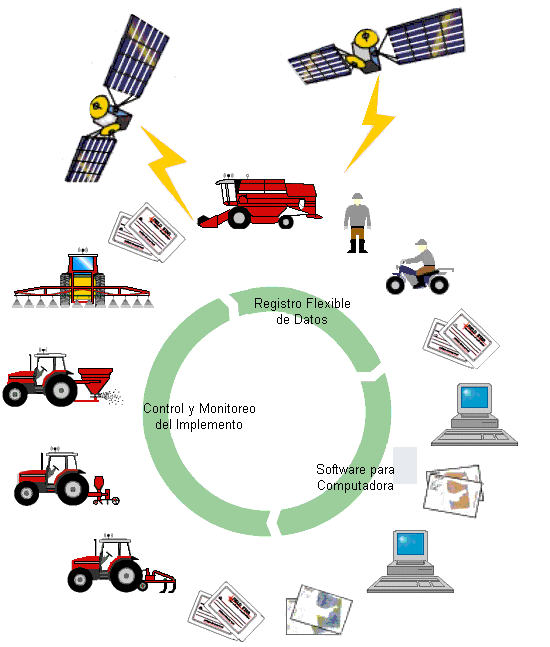 Registro Flexible
de Datos
Control y Monitoreo
del Implemento
Software para
Computadora